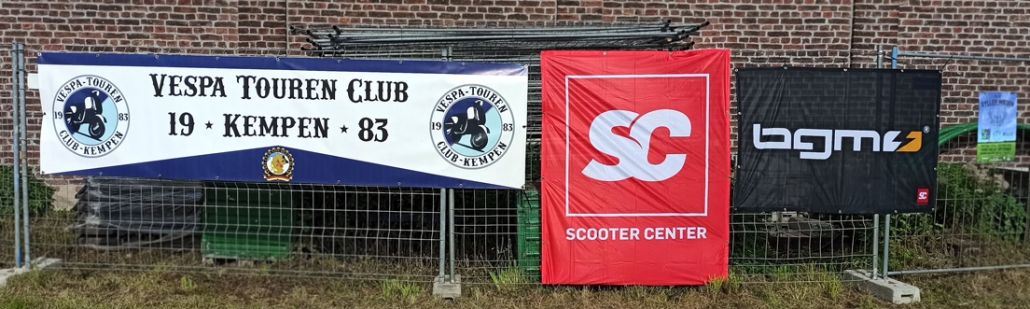 VESPA TOUREN CLUB
19 ★ KEMPEN ★ 83
VESPA-TOUREN
19 83
CLUB-KEMPEN
VESPA-TOUREN
19 83
CLUB-KEMPEN
SC
SCOOTER CENTER
bgm
®
SC